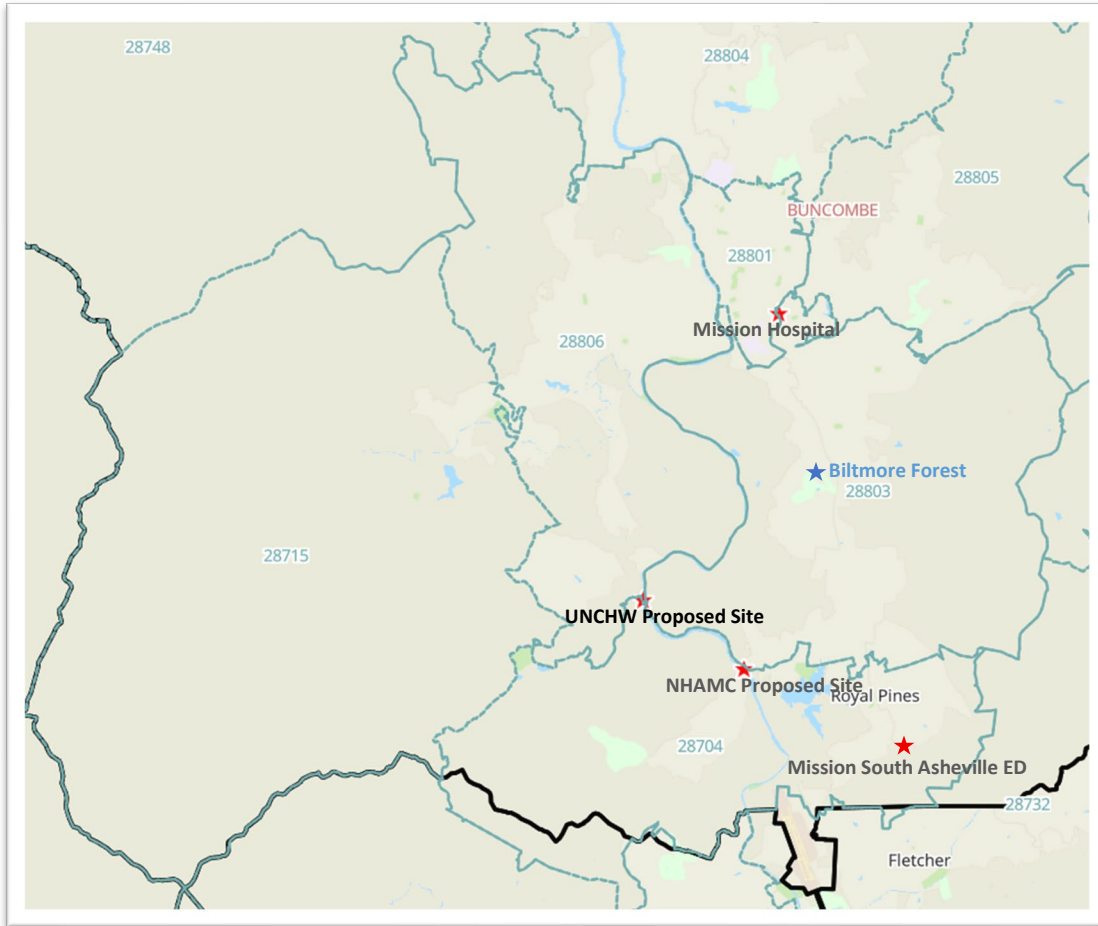 28748
28804
28805
BUNCOMBE
28801
Mission Hospital
28806
Biltmore Forest
28803
28715
UNCHW Proposed Site
NHAMC Proposed Site
Royal Pines
28704
Mission South Asheville ED
28732
Fletcher